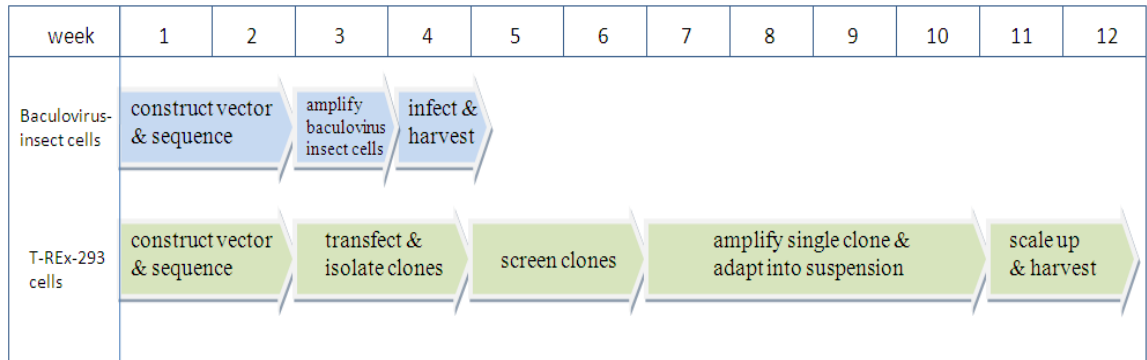 week 1 2 3 4 5 6 7 8 9 10 11 12
Baculovirus-
insect cells
construct vector
& sequence
amplify
baculovirus
insect cells
infect &
harvest
T-REx-293
cells
construct vector
& sequence
transfect &
isolate clones
screen clones
amplify single clone &
adapt into suspension
scale up
& harvest